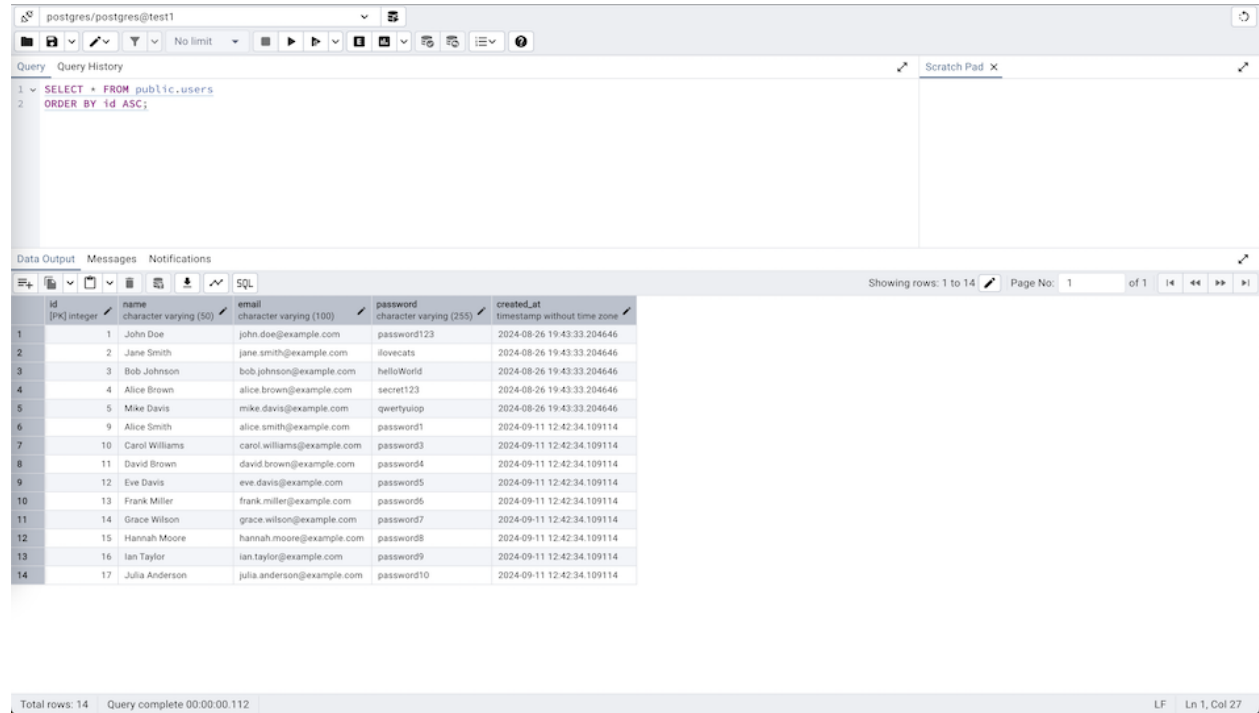 postgres/postgres@test1
No limit
Query Query History
Scratch Pad
1 SELECT * FROM public.users
2 ORDER BY id ASC;
Data Output Messages Notifications
SQL Showing rows: 1 to 14 Page No: 1 of 1
id name email password created_at
[PK] integer character varying (50) character varying (100) character varying (255) timestamp without time zone
1 1 John Doe john.doe@example.com password123 2024-08-26 19:43:33.204646
2 2 Jane Smith jane.smith@example.com ilovecats 2024-08-26 19:43:33.204646
3 3 Bob Johnson bob.johnson@example.com helloWorld 2024-08-26 19:43:33.204646
4 4 Alice Brown alice.brown@example.com secret123 2024-08-26 19:43:33.204646
5 5 Mike Davis mike.davis@example.com qwertyuiop 2024-08-26 19:43:33.204646
6 9 Alice Smith alice.smith@example.com password1 2024-09-11 12:42:34.109114
7 10 Carol Williams carol.williams@example.com password3 2024-09-11 12:42:34.109114
8 11 David Brown david.brown@example.com password4 2024-09-11 12:42:34.109114
9 12 Eve Davis eve.davis@example.com password5 2024-09-11 12:42:34.109114
10 13 Frank Miller frank.miller@example.com password6 2024-09-11 12:42:34.109114
11 14 Grace Wilson grace.wilson@example.com password7 2024-09-11 12:42:34.109114
12 15 Hannah Moore hannah.moore@example.com password8 2024-09-11 12:42:34.109114
13 16 Ian Taylor ian.taylor@example.com password9 2024-09-11 12:42:34.109114
14 17 Julia Anderson julia.anderson@example.com password10 2024-09-11 12:42:34.109114
Total rows: 14 Query complete 00:00:00.112 LF Ln 1, Col 27